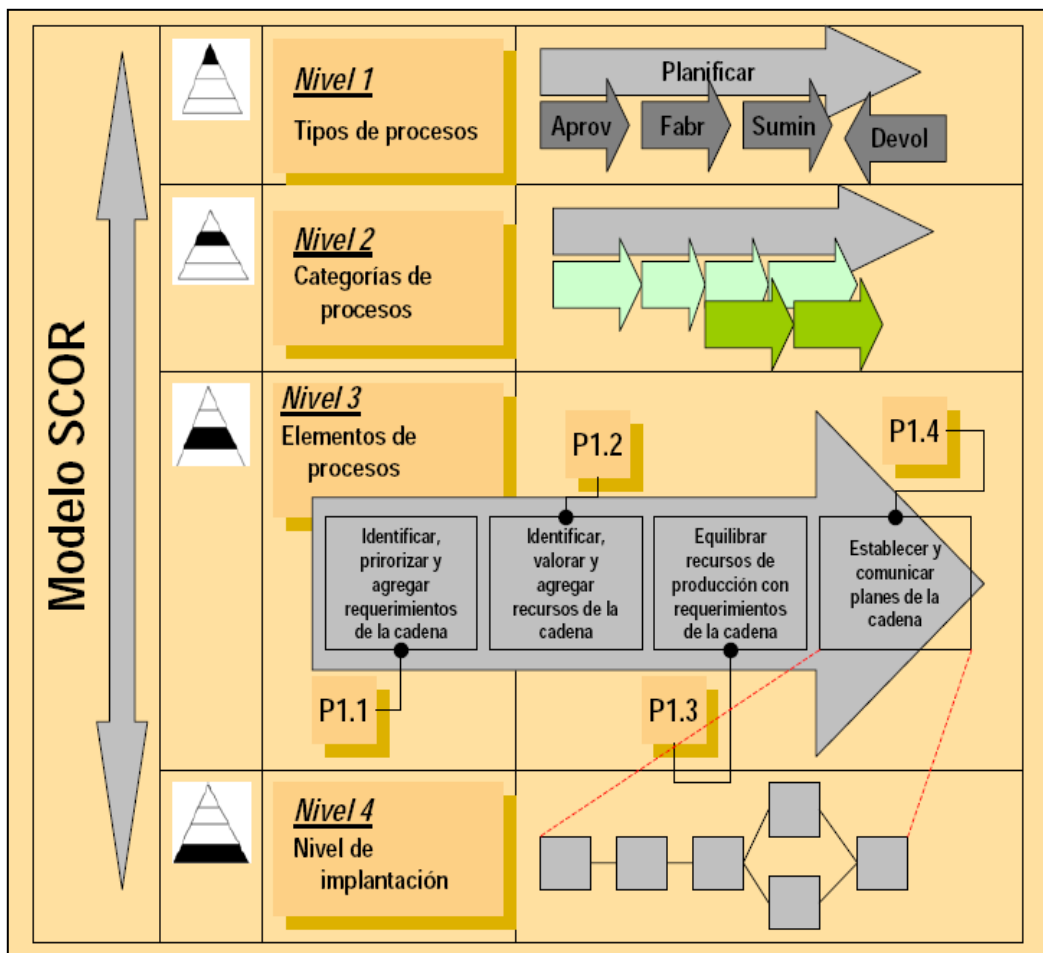 Modelo SCOR
Nivel 1
Tipos de procesos
Planificar
Aprov
Fabr
Sumin
Devol
Nivel 2
Categorías de
procesos
Nivel 3
Elementos de
procesos
P1.2
P1.4
Identificar,
prirorizar y
agregar
requerimientos
de la cadena
Identificar,
valorar y
agregar
recursos de la
cadena
Equilibrar
recursos de
producción con
requerimientos
de la cadena
Establecer y
comunicar
planes de la
cadena
P1.1
P1.3
Nivel 4
Nivel de
implantación